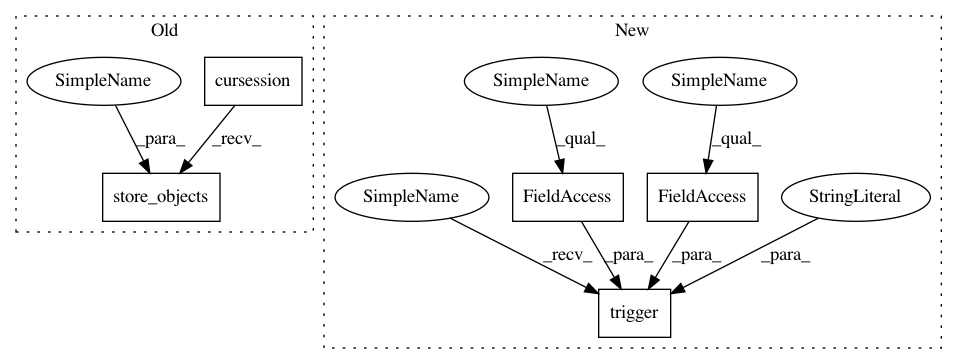 Old
New
SimpleName
cursession
SimpleName
SimpleName
_para_
_recv_
_qual_
_qual_
store_objects
SimpleName
FieldAccess
FieldAccess
StringLiteral
_recv_
_para_
_para_
_para_
trigger